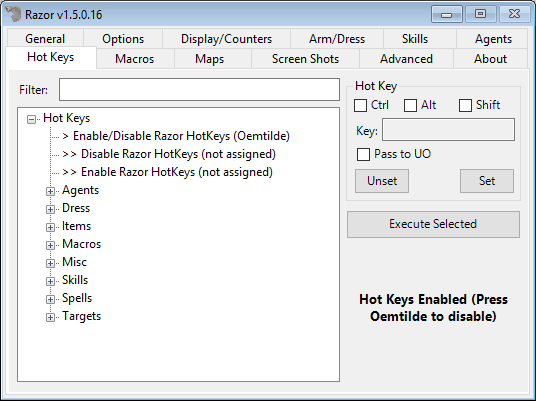 Razor v1.5.0.16
General Options Display/Counters Arm/Dress Skills Agents
Hot Keys Macros Maps Screen Shots Advanced About
Filter:
Hot Keys
> Enable/Disable Razor HotKeys (Oemtilde)
>> Disable Razor HotKeys (not assigned)
>> Enable Razor HotKeys (not assigned)
Agents
Dress
Items
Macros
Misc
Skills
Spells
Targets
Hot Key
Ctrl Alt Shift
Key:
Pass to UO
Unset Set
Execute Selected
Hot Keys Enabled (Press
Oemtilde to disable)